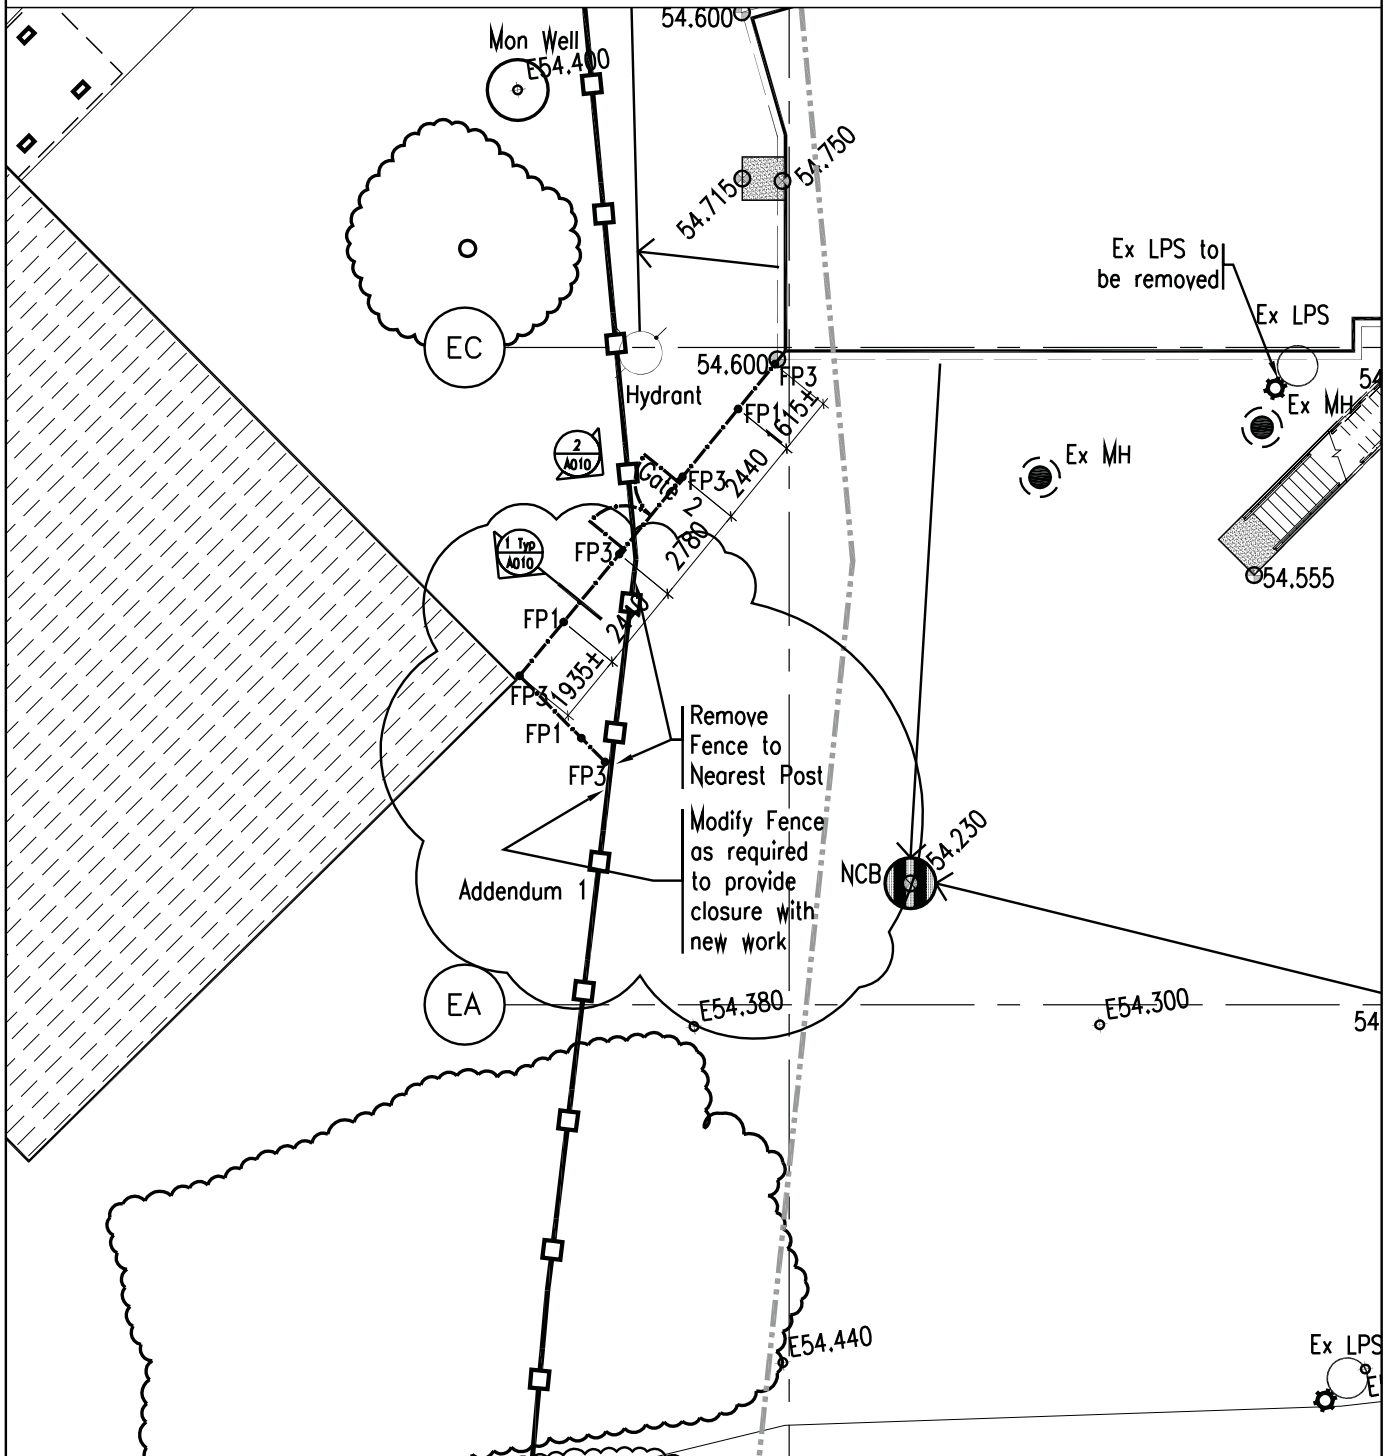 54.600
Mon Well
E54.400
54.750
54.715
Ex LPS to
be removed
Ex LPS
EC
54.600
FP3
54
Hydrant
FP1
1615±
Ex MH
2
A010
Ex MH
Gate
2
FP3
2440
1 Typ
A010
FP3
2780
54.555
FP1
2440
FP3
1935±
FP1
FP3
Remove
Fence to
Nearest Post
Modify Fence
as required
to provide
closure with
new work
Addendum 1
NCB
54.230
EA
E54.380
E54.300
54
E54.440
Ex LPS